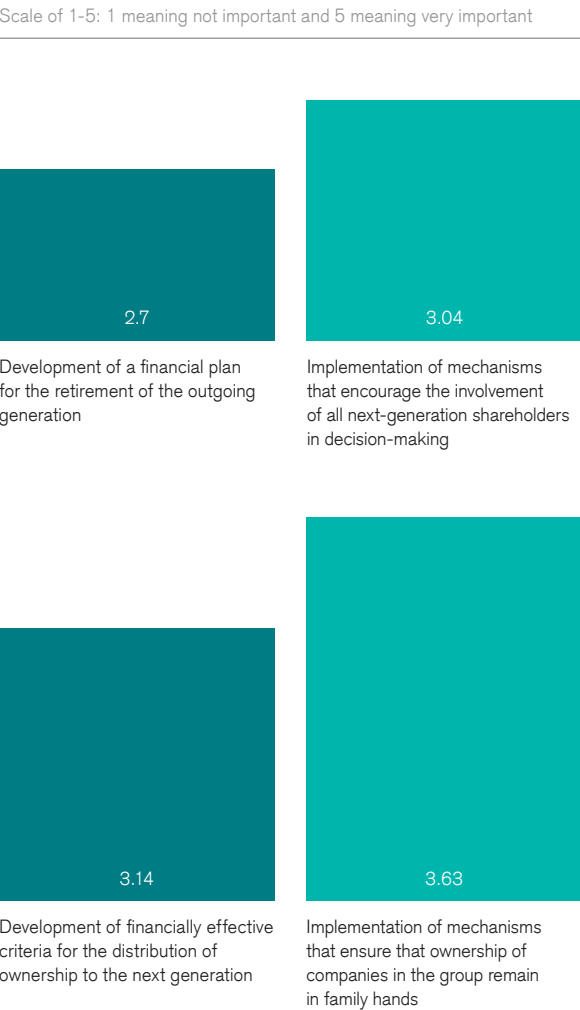 Scale of 1-5: 1 meaning not important and 5 meaning very important
2.7
Development of a financial plan
for the retirement of the outgoing
generation
3.04
Implementation of mechanisms
that encourage the involvement
of all next-generation shareholders
in decision-making
3.14
Development of financially effective
criteria for the distribution of
ownership to the next generation
3.63
Implementation of mechanisms
that ensure that ownership of
companies in the group remain
in family hands